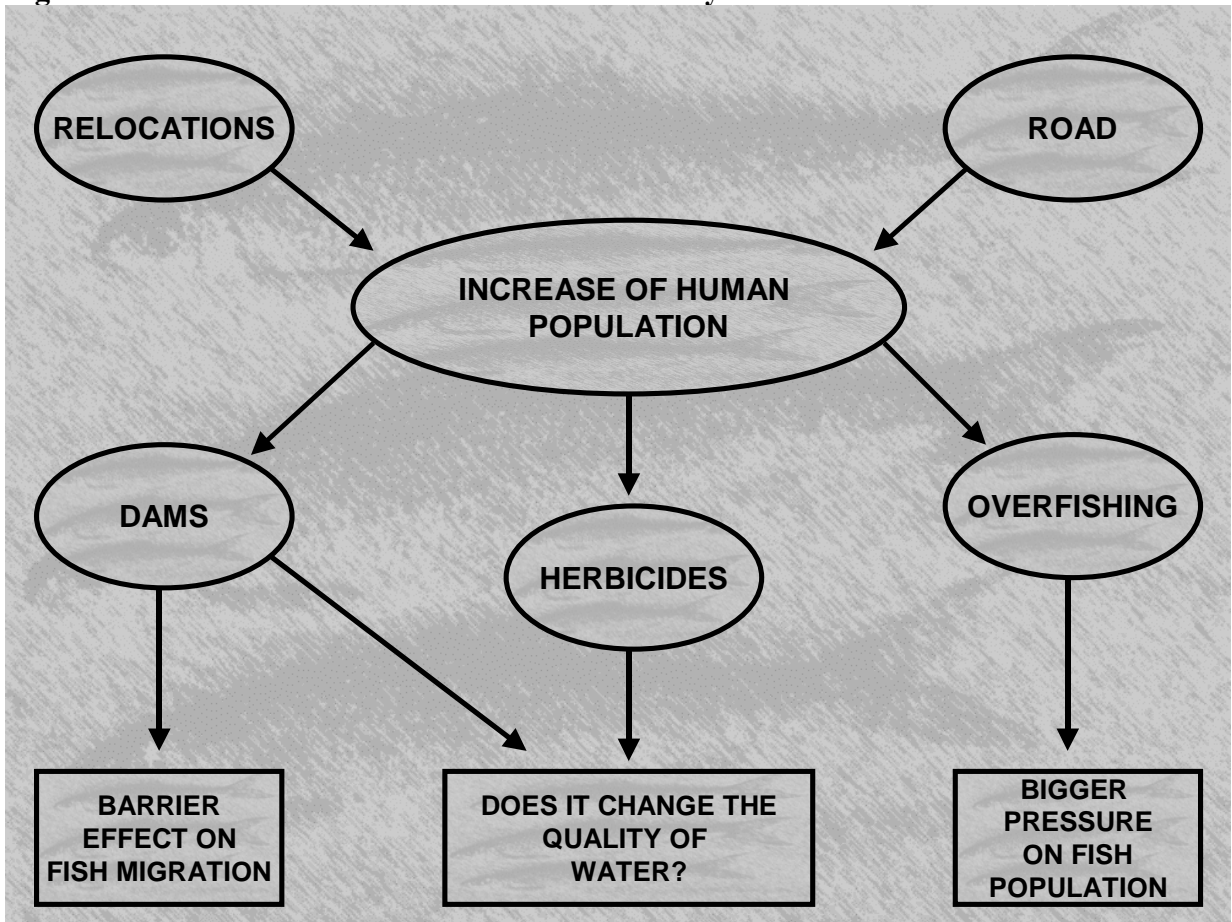 RELOCATIONS
ROAD
INCREASE OF HUMAN
POPULATION
DAMS
HERBICIDES
OVERFISHING
BARRIER
EFFECT ON
FISH MIGRATION
DOES IT CHANGE THE
QUALITY OF
WATER?
BIGGER
PRESSURE
ON FISH
POPULATION